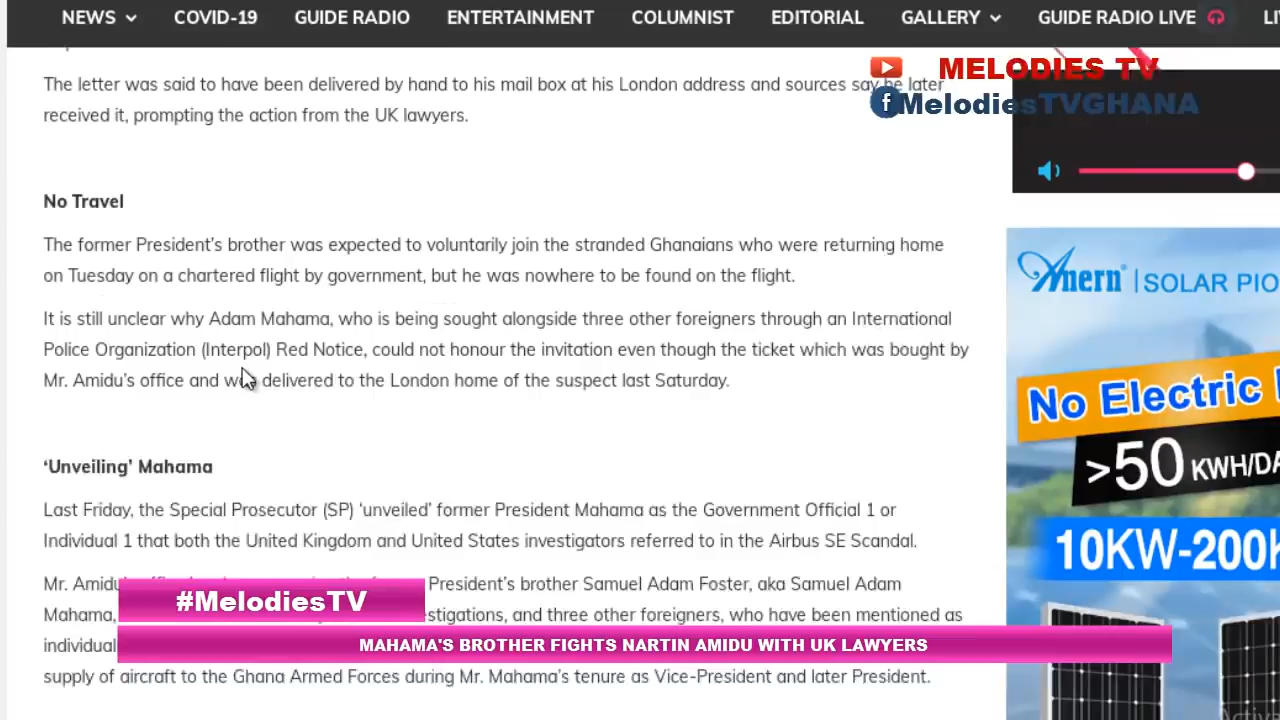 NEWS COVID-19 GUIDE RADIO ENTERTAINMENT COLUMNIST EDITORIAL GALLERY GUIDE RADIO LIVE
MELODIES TV
MelodiesTVGHANA
The letter was said to have been delivered by hand to his mail box at his London address and sources say he later
received it, prompting the action from the UK lawyers.
No Travel
The former President's brother was expected to voluntarily join the stranded Ghanaians who were returning home
on Tuesday on a chartered flight by government, but he was nowhere to be found on the flight.
It is still unclear why Adam Mahama, who is being sought alongside three other foreigners through an International
Police Organization (Interpol) Red Notice, could not honour the invitation even though the ticket which was bought by
Mr. Amidu's office and was delivered to the London home of the suspect last Saturday.
'Unveiling' Mahama
Last Friday, the Special Prosecutor (SP) 'unveiled' former President Mahama as the Government Official 1 or
Individual 1 that both the United Kingdom and United States investigators referred to in the Airbus SE Scandal.
Mr. President's brother Samuel Adam Foster, aka Samuel Adam
Mahama, and three other foreigners, who have been mentioned as
supply of aircraft to the Ghana Armed Forces during Mr. Mahama's tenure as Vice-President and later President.
#MelodiesTV
MAHAMA'S BROTHER FIGHTS NARTIN AMIDU WITH UK LAWYERS
Anern® SOLAR
No Electric
>50 KWH/
10KW-200